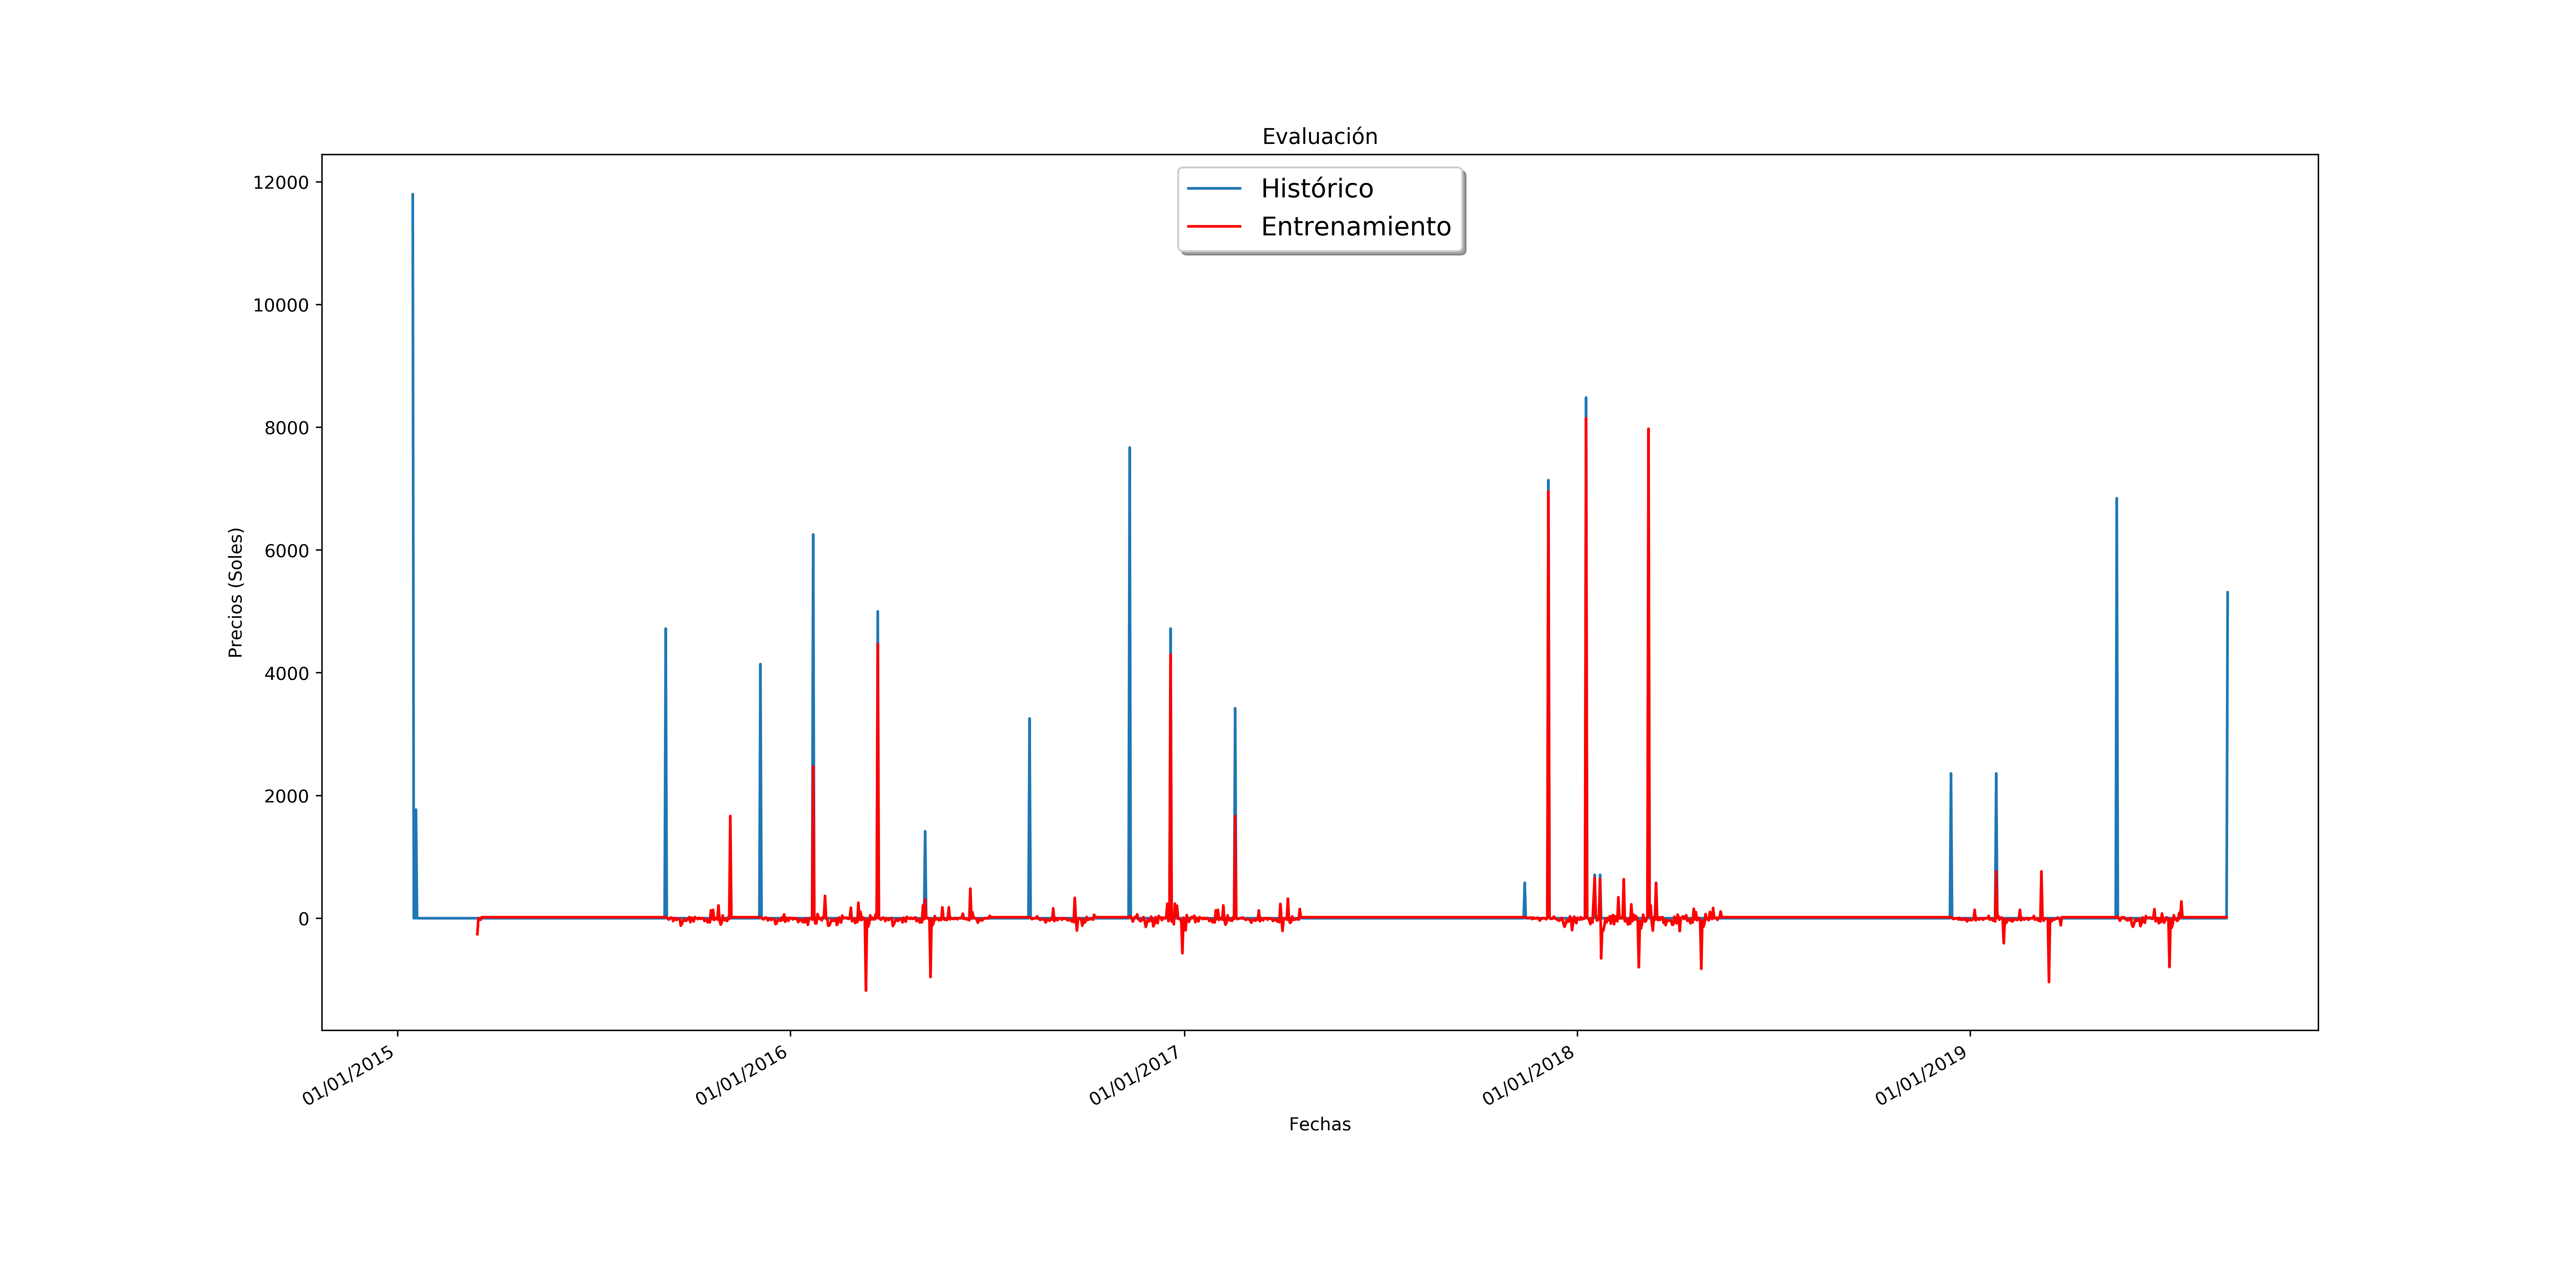 Evaluación
Histórico
Entrenamiento
12000
10000
8000
6000
4000
2000
0
Precios (Soles)
01/01/2015
01/01/2016
01/01/2017
01/01/2018
01/01/2019
Fechas